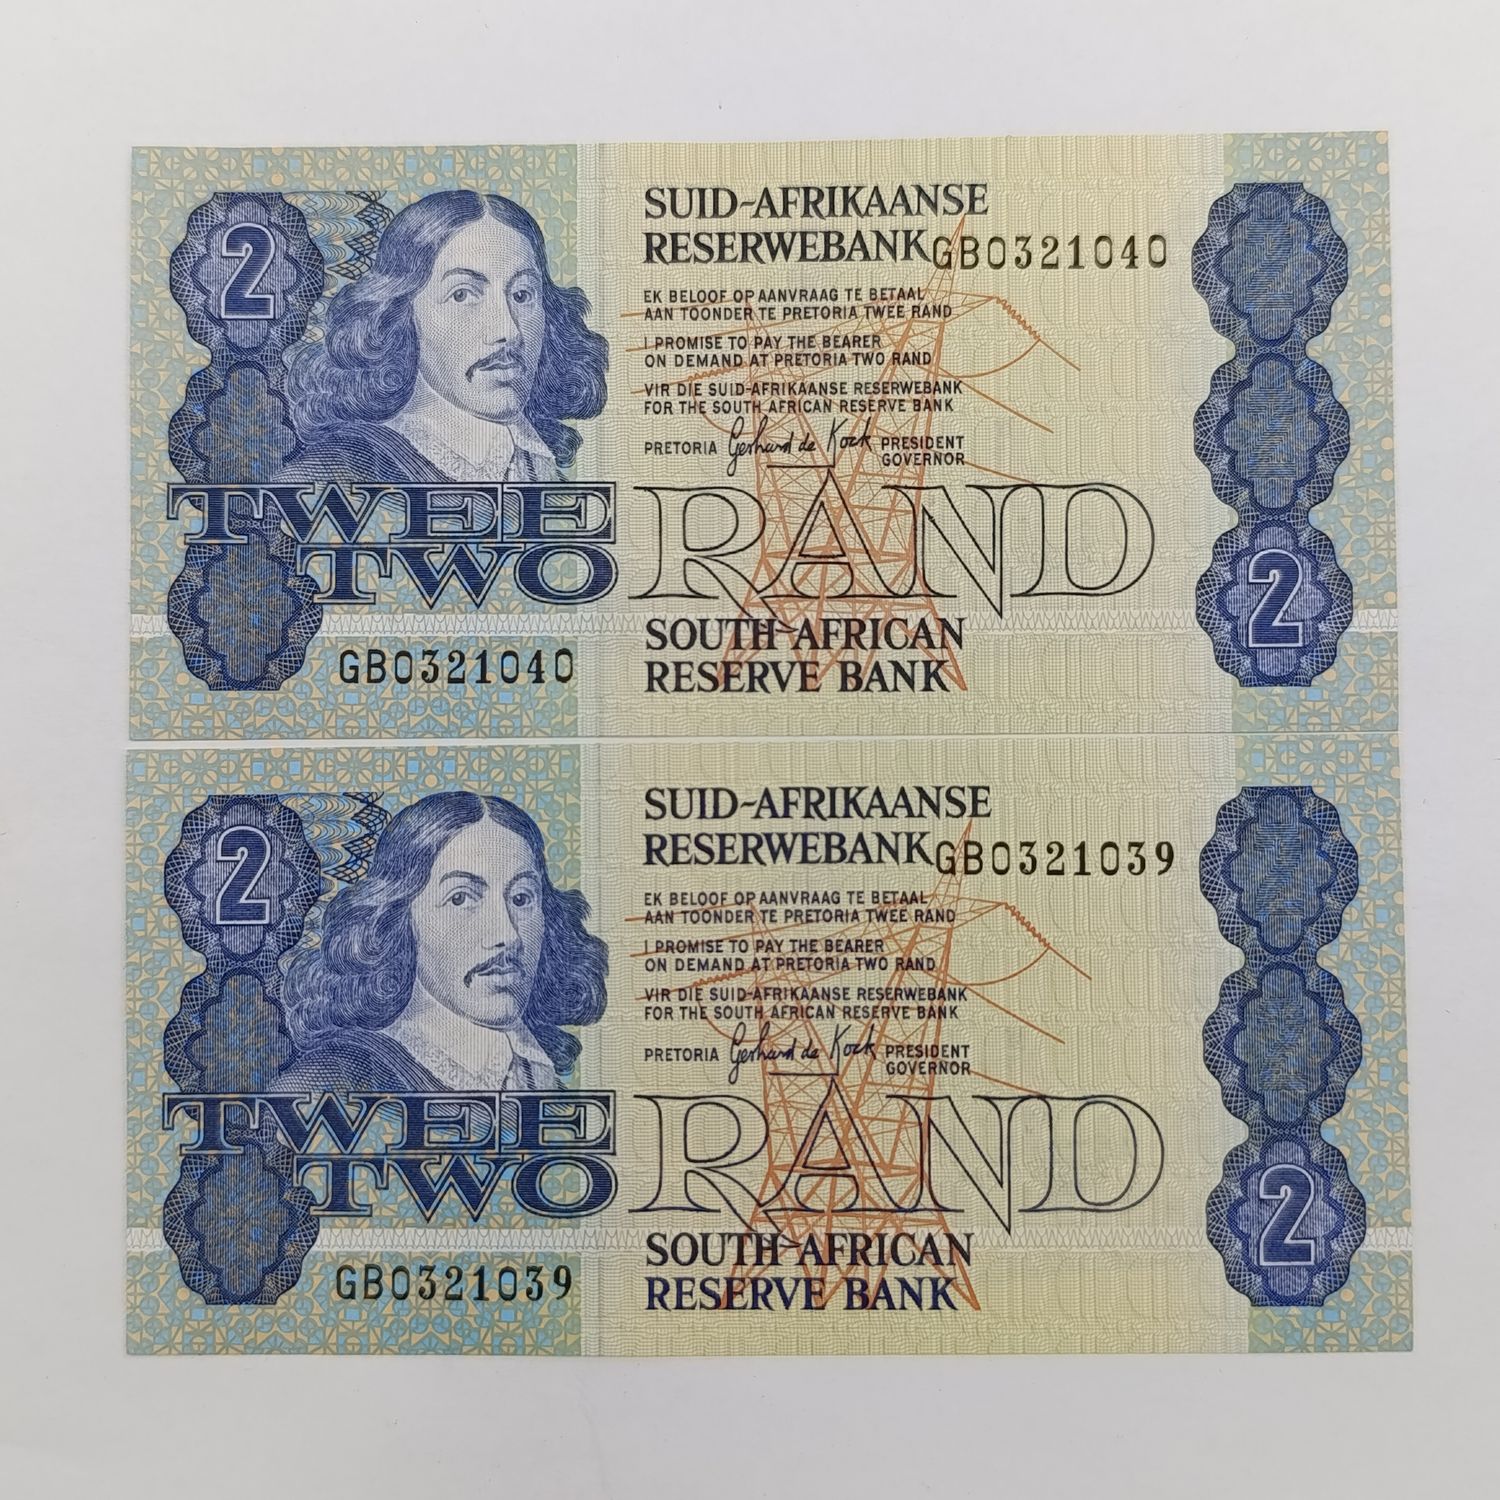 2
SUID-AFRIKAANSE
RESERWEBANK
GB0321040
EK BELOOF OP AANVRAAG TE BETAAL
AAN TOONDER TE PRETORIA TWEE RAND
I PROMISE TO PAY THE BEARER
ON DEMAND AT PRETORIA TWO RAND
VIR DIE SUID-AFRIKAANSE RESERWEBANK
FOR THE SOUTH AFRICAN RESERVE BANK
PRETORIA Gerhard de Kock PRESIDENT
GOVERNOR
TWEE
TWO
RAND
2
SOUTH AFRICAN
RESERVE BANK
GB0321040
2
SUID-AFRIKAANSE
RESERWEBANK
GB0321039
EK BELOOF OP AANVRAAG TE BETAAL
AAN TOONDER TE PRETORIA TWEE RAND
I PROMISE TO PAY THE BEARER
ON DEMAND AT PRETORIA TWO RAND
VIR DIE SUID-AFRIKAANSE RESERWEBANK
FOR THE SOUTH AFRICAN RESERVE BANK
PRETORIA Gerhard de Kock PRESIDENT
GOVERNOR
TWEE
TWO
RAND
2
SOUTH AFRICAN
RESERVE BANK
GB0321039